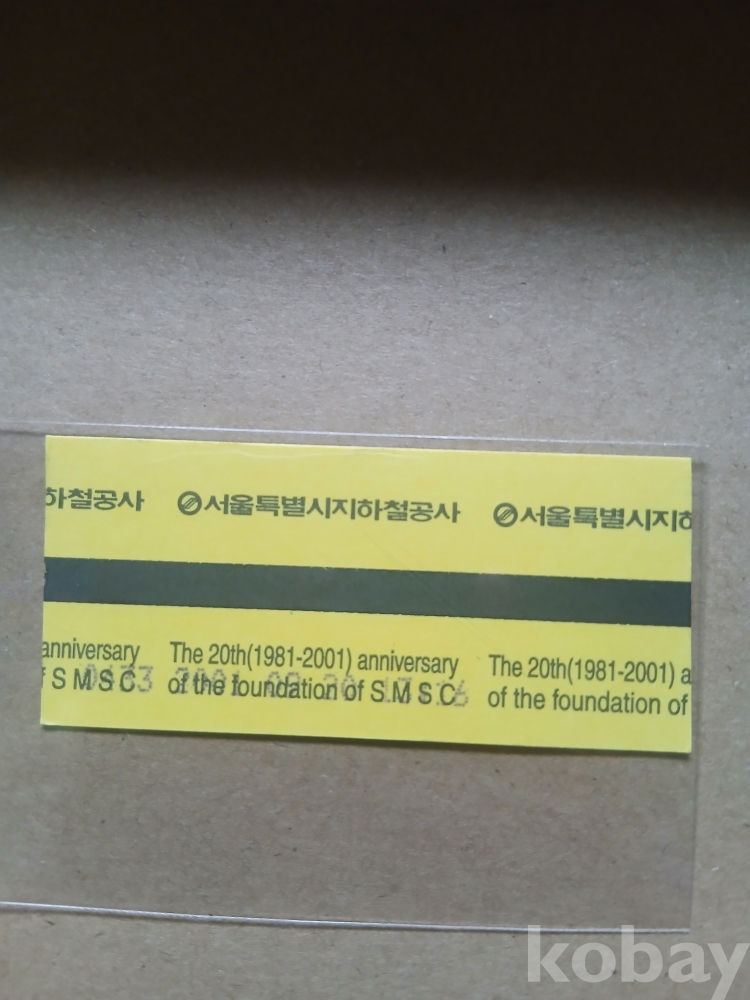 하철공사 서울특별시지하철공사 서울특별시지하
anniversary The 20th(1981-2001) anniversary The 20th(1981-2001) a
f S M S C of the foundation of S.M.S.C of the foundation of
kobay